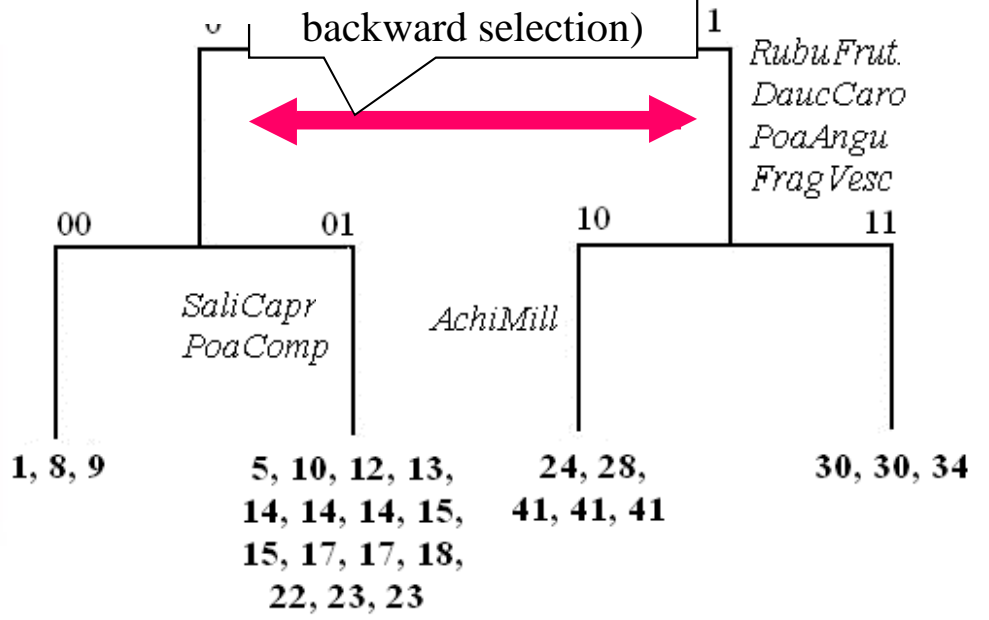 backward selection)
1
RubuFrut.
DaucCaro
PoaAngu
FragVesc
00
01
10
11
SaliCapr
PoaComp
AchiMill
1, 8, 9
5, 10, 12, 13,
14, 14, 14, 15,
15, 17, 17, 18,
22, 23, 23
24, 28,
41, 41, 41
30, 30, 34